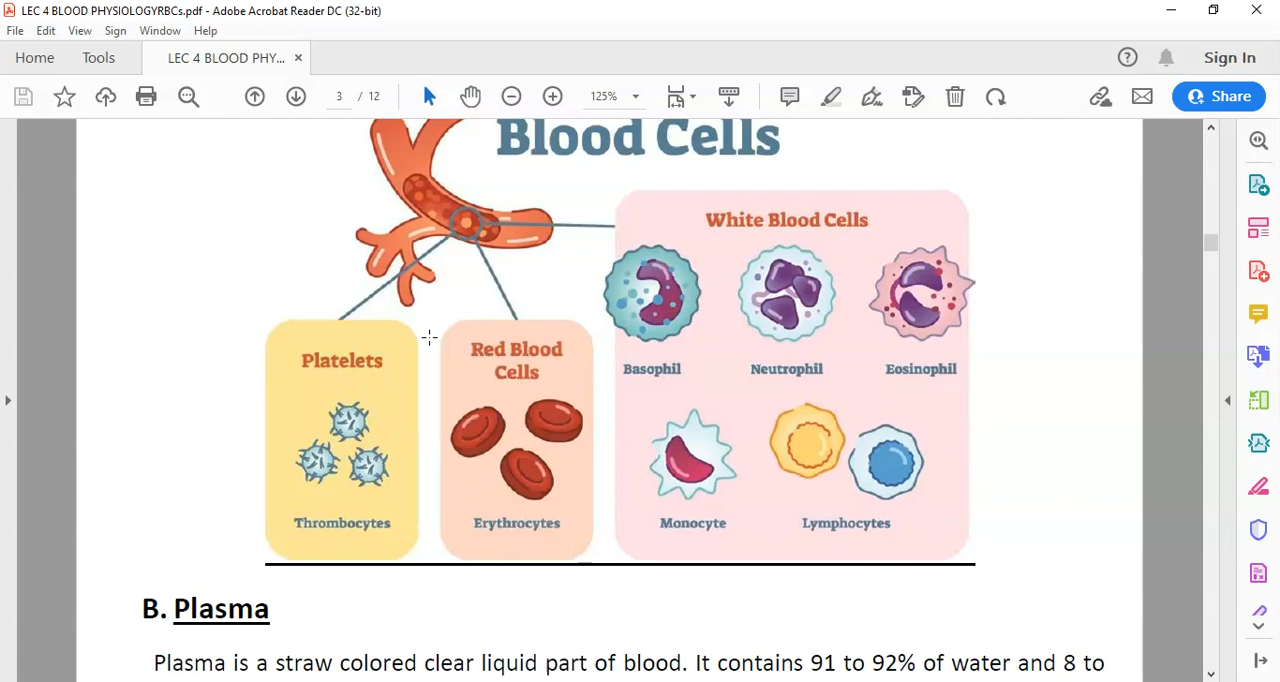 LEC 4 BLOOD PHYSIOLOGYRBCs.pdf - Adobe Acrobat Reader DC (32-bit)
File Edit View Sign Window Help
Home Tools LEC 4 BLOOD PHY... × Sign In
3 / 12 125% Share
Blood Cells
White Blood Cells
Basophil Neutrophil Eosinophil
Platelets
Red Blood
Cells
Thrombocytes Erythrocytes Monocyte Lymphocytes
B. Plasma
Plasma is a straw colored clear liquid part of blood. It contains 91 to 92% of water and 8 to